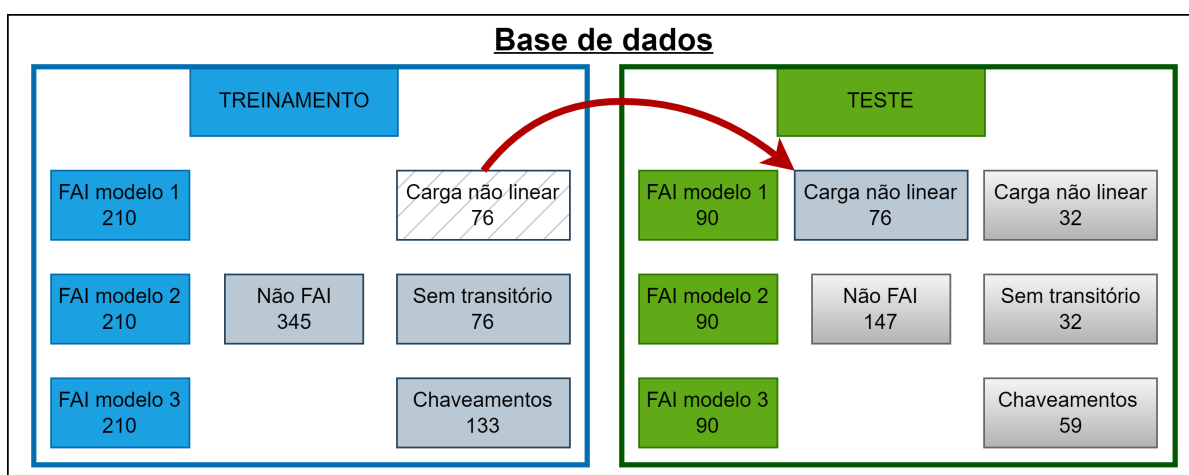 Base de dados
TREINAMENTO
FAI modelo 1
210
Carga não linear
76
FAI modelo 2
210
Não FAI
345
Sem transitório
76
FAI modelo 3
210
Chaveamentos
133
TESTE
FAI modelo 1
90
Carga não linear
76
Carga não linear
32
FAI modelo 2
90
Não FAI
147
Sem transitório
32
FAI modelo 3
90
Chaveamentos
59